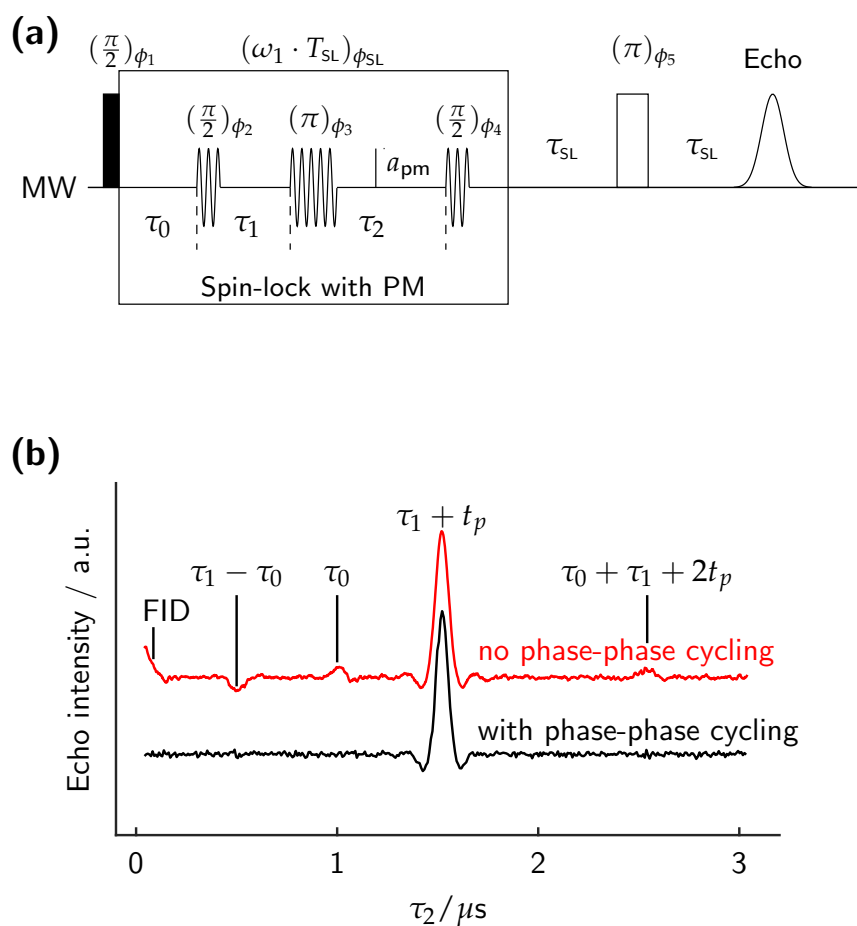 (a)
(π/2)ϕ1 (ω1 · TSL)ϕSL (π)ϕ5 Echo
(π/2)ϕ2 (π)ϕ3 (π/2)ϕ4
apm τSL τSL
MW
τ0 τ1 τ2
Spin-lock with PM
(b)
τ1 + tp
τ1 − τ0 τ0 τ0 + τ1 + 2tp
FID
no phase-phase cycling
with phase-phase cycling
Echo intensity / a.u.
0 1 2 3
τ2/μs